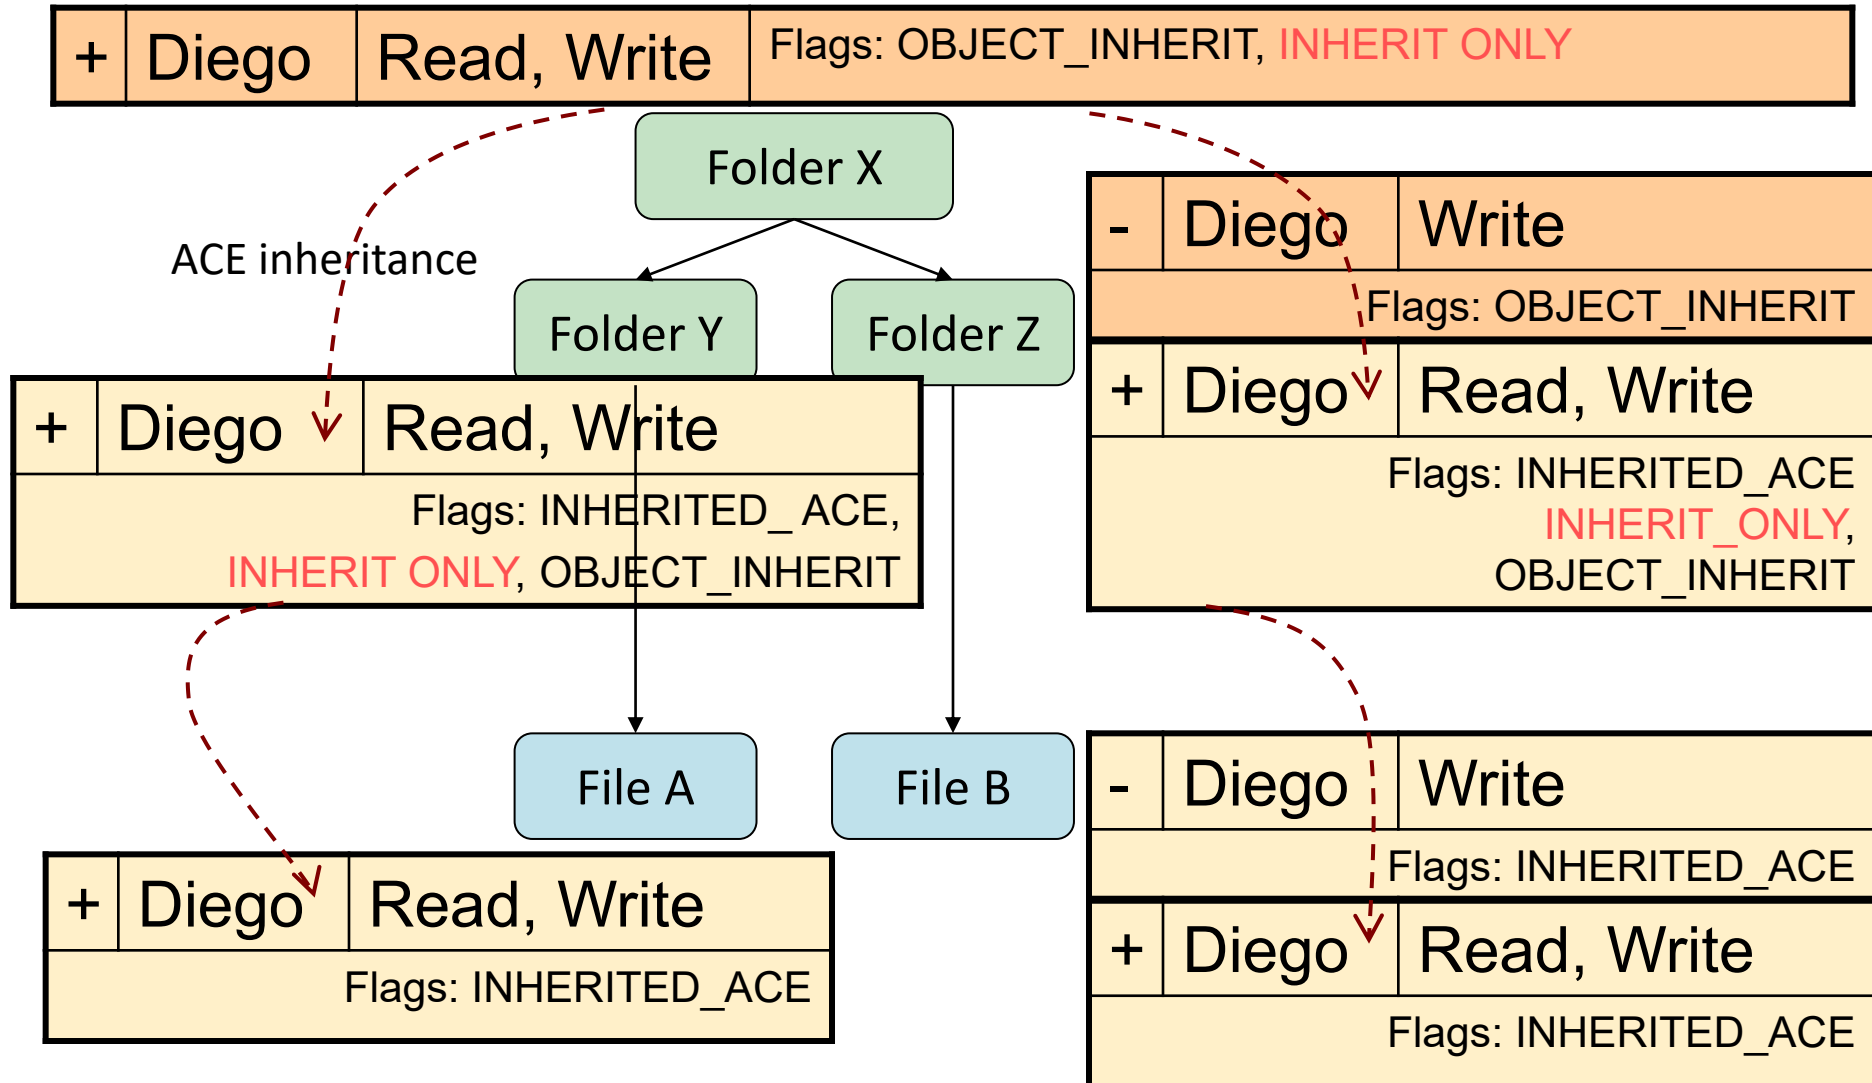 + Diego Read, Write Flags: OBJECT_INHERIT, INHERIT ONLY
Folder X
ACE inheritance
Folder Y
Folder Z
- Diego Write
Flags: OBJECT_INHERIT
+ Diego Read, Write
Flags: INHERITED_ACE
INHERIT_ONLY,
OBJECT_INHERIT
+ Diego Read, Write
Flags: INHERITED_ ACE,
INHERIT ONLY, OBJECT_INHERIT
File A
File B
+ Diego Read, Write
Flags: INHERITED_ACE
- Diego Write
Flags: INHERITED_ACE
+ Diego Read, Write
Flags: INHERITED_ACE